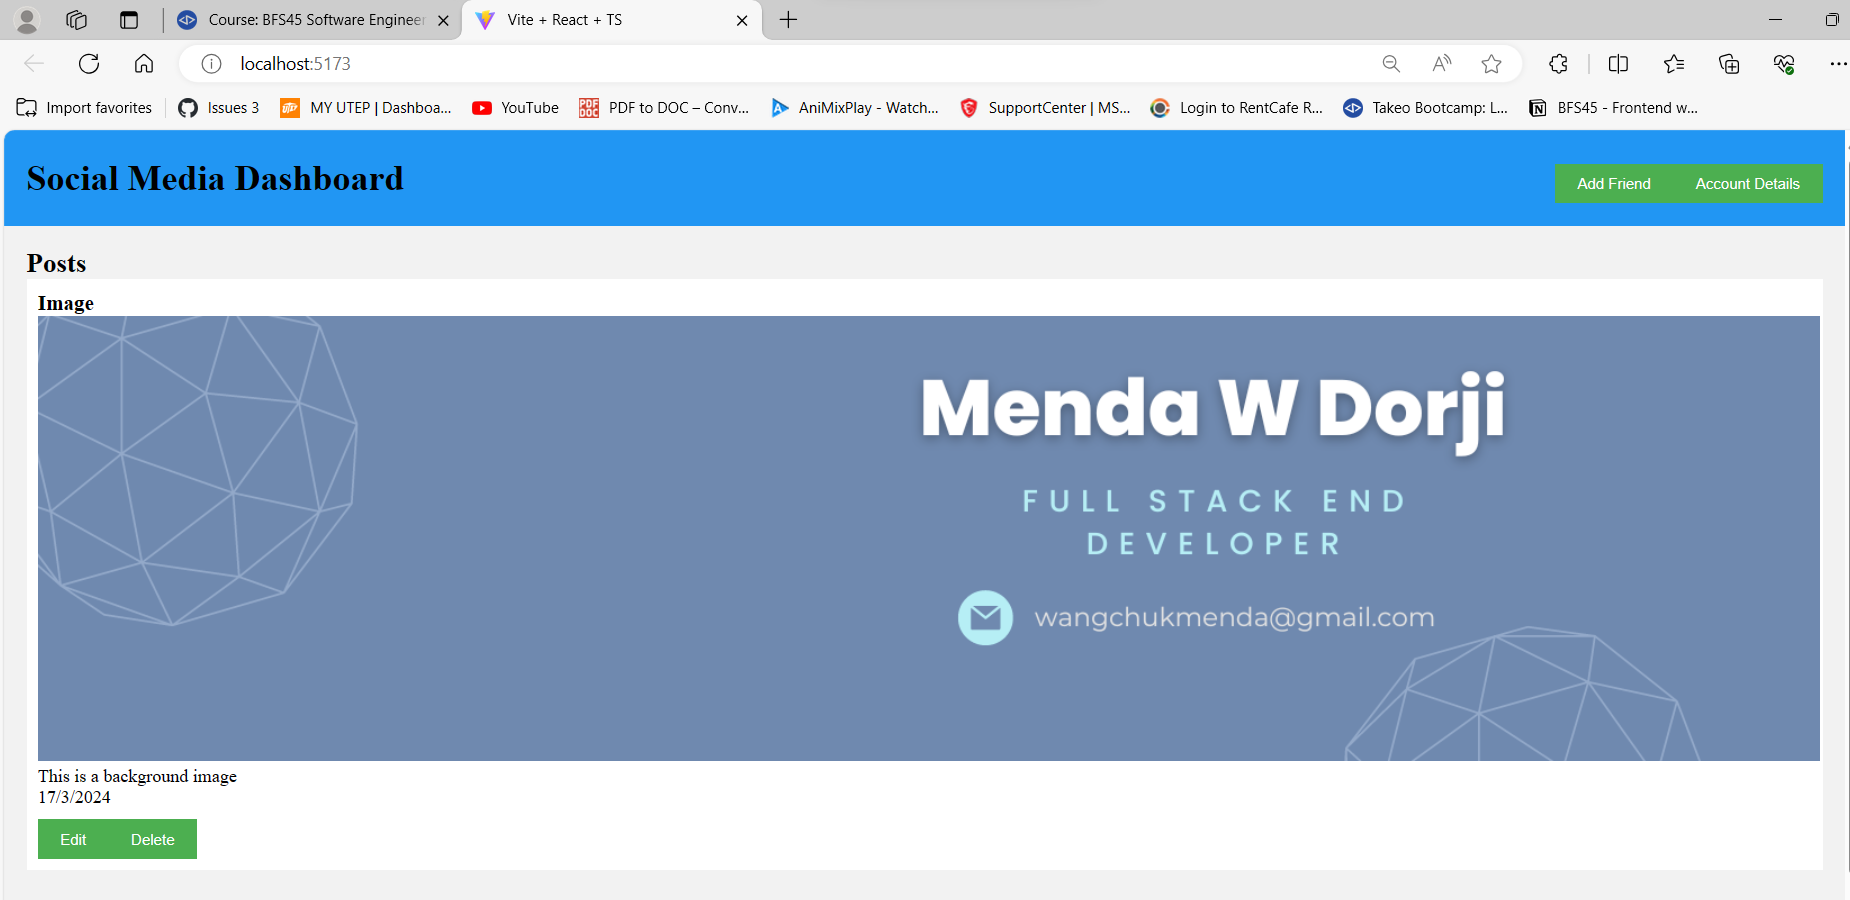 Course: BFS45 Software Engineer
Vite + React + TS
localhost:5173
Import favorites
Issues 3
MY UTEP | Dashboa...
YouTube
PDF to DOC – Conv...
AniMixPlay - Watch...
SupportCenter | MS...
Login to RentCafe R...
Takeo Bootcamp: L...
BFS45 - Frontend w...
Social Media Dashboard
Add Friend
Account Details
Posts
Image
Menda W Dorji
FULL STACK END
DEVELOPER
wangchukmenda@gmail.com
This is a background image
17/3/2024
Edit
Delete